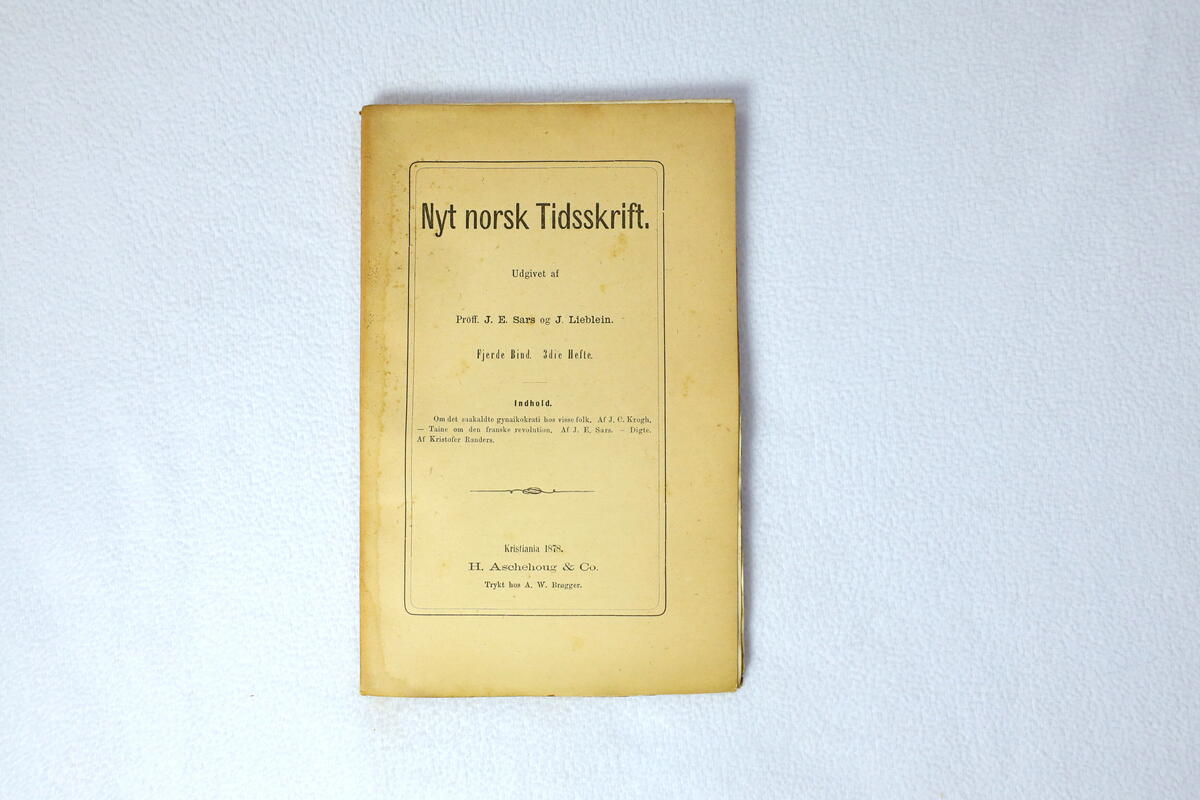 Nyt norsk Tidsskrift.
Udgivet af
Proff. J. E. Sars og J. Lieblein.
Fjerde Bind. 3die Hefte.
Indhold.
Om det saakaldte gynaikokrati hos visse folk. Af J. C. Krogh.
— Taine om den franske revolution. Af J. E. Sars. — Digte.
Af Kristofer Randers.
Kristiania 1878.
H. Aschehoug & Co.
Trykt hos A. W. Brøgger.